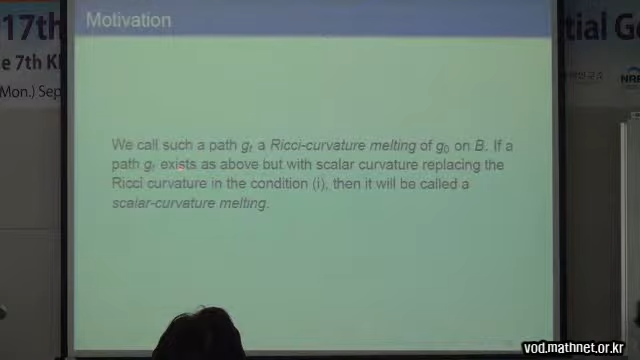 17th
tial Ge
e 7th K
(Mon.) Sep
Motivation
We call such a path gₜ a Ricci-curvature melting of g₀ on B. If a
path gₜ exists as above but with scalar curvature replacing the
Ricci curvature in the condition (i), then it will be called a
scalar-curvature melting.
vod.mathnet.or.kr